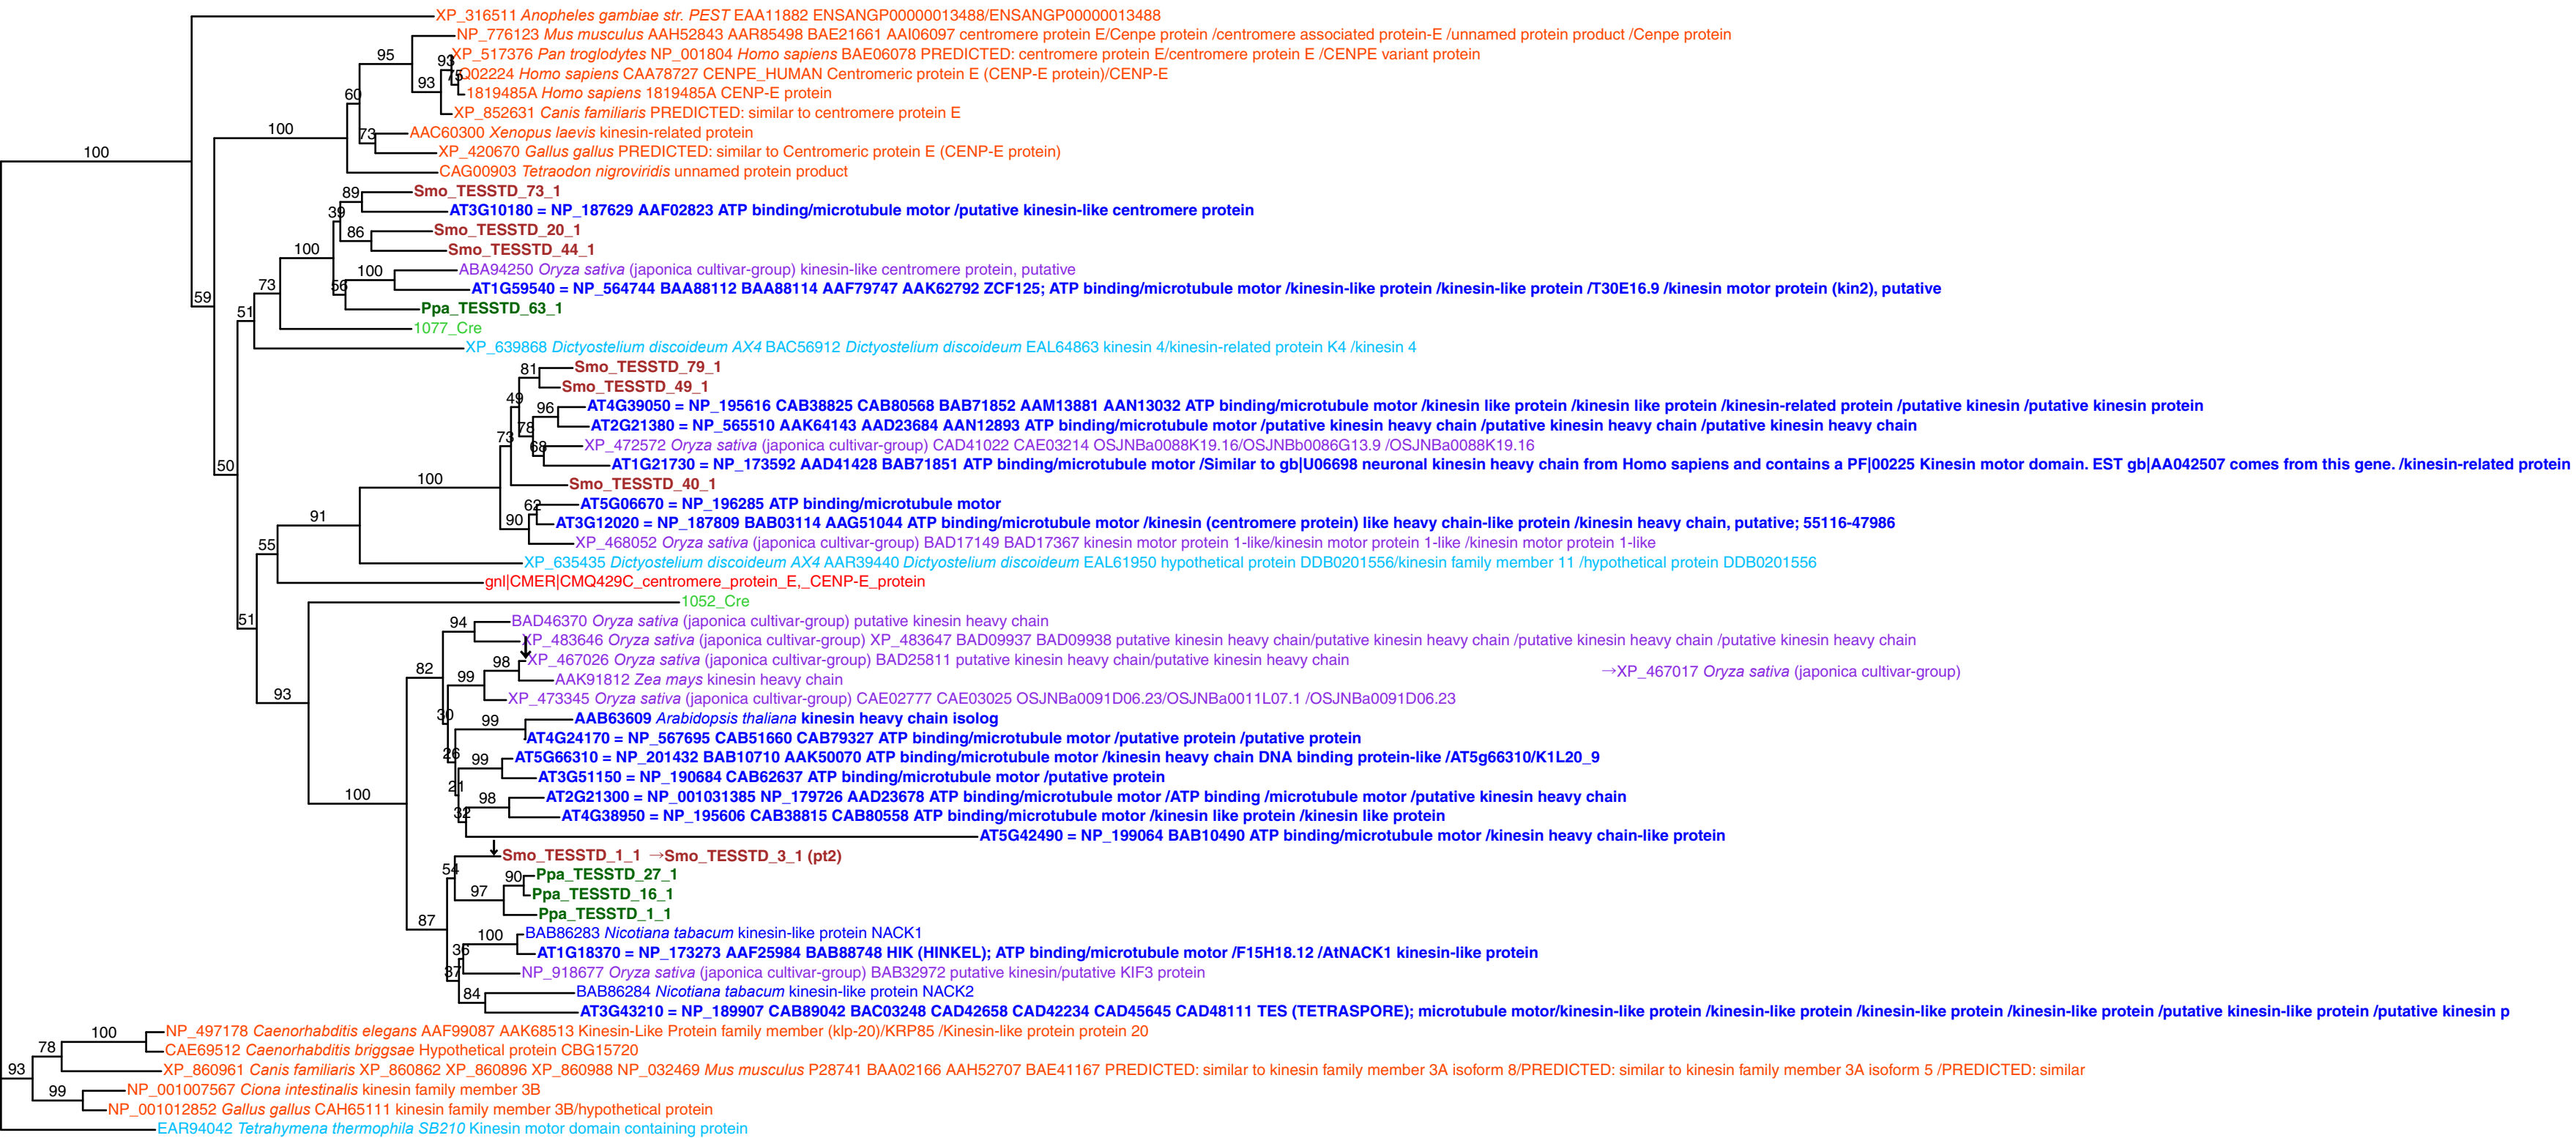 XP_316511 Anopheles gambiae str. PEST EAA11882 ENSANGP00000013488/ENSANGP00000013488
NP_776123 Mus musculus AAH52843 AAR85498 BAE21661 AAI06097 centromere protein E/Cenpe protein /centromere associated protein-E /unnamed protein product /Cenpe protein
95
XP_517376 Pan troglodytes NP_001804 Homo sapiens BAE06078 PREDICTED: centromere protein E/centromere protein E /CENPE variant protein
93
75
Q02224 Homo sapiens CAA78727 CENPE_HUMAN Centromeric protein E (CENP-E protein)/CENP-E
93
1819485A Homo sapiens 1819485A CENP-E protein
60
XP_852631 Canis familiaris PREDICTED: similar to centromere protein E
100
73
AAC60300 Xenopus laevis kinesin-related protein
100
XP_420670 Gallus gallus PREDICTED: similar to Centromeric protein E (CENP-E protein)
CAG00903 Tetraodon nigroviridis unnamed protein product
89
Smo_TESSTD_73_1
39
AT3G10180 = NP_187629 AAF02823 ATP binding/microtubule motor /putative kinesin-like centromere protein
86
Smo_TESSTD_20_1
100
Smo_TESSTD_44_1
100
ABA94250 Oryza sativa (japonica cultivar-group) kinesin-like centromere protein, putative
73
56
AT1G59540 = NP_564744 BAA88112 BAA88114 AAF79747 AAK62792 ZCF125; ATP binding/microtubule motor /kinesin-like protein /kinesin-like protein /T30E16.9 /kinesin motor protein (kin2), putative
59
51
Ppa_TESSTD_63_1
1077_Cre
XP_639868 Dictyostelium discoideum AX4 BAC56912 Dictyostelium discoideum EAL64863 kinesin 4/kinesin-related protein K4 /kinesin 4
81
Smo_TESSTD_79_1
Smo_TESSTD_49_1
49
96
AT4G39050 = NP_195616 CAB38825 CAB80568 BAB71852 AAM13881 AAN13032 ATP binding/microtubule motor /kinesin like protein /kinesin like protein /kinesin-related protein /putative kinesin /putative kinesin protein
78
AT2G21380 = NP_565510 AAK64143 AAD23684 AAN12893 ATP binding/microtubule motor /putative kinesin heavy chain /putative kinesin heavy chain /putative kinesin heavy chain
73
68
XP_472572 Oryza sativa (japonica cultivar-group) CAD41022 CAE03214 OSJNBa0088K19.16/OSJNBb0086G13.9 /OSJNBa0088K19.16
50
AT1G21730 = NP_173592 AAD41428 BAB71851 ATP binding/microtubule motor /Similar to gb|U06698 neuronal kinesin heavy chain from Homo sapiens and contains a PF|00225 Kinesin motor domain. EST gb|AA042507 comes from this gene. /kinesin-related protein
100
Smo_TESSTD_40_1
62
AT5G06670 = NP_196285 ATP binding/microtubule motor
91
90
AT3G12020 = NP_187809 BAB03114 AAG51044 ATP binding/microtubule motor /kinesin (centromere protein) like heavy chain-like protein /kinesin heavy chain, putative; 55116-47986
55
XP_468052 Oryza sativa (japonica cultivar-group) BAD17149 BAD17367 kinesin motor protein 1-like/kinesin motor protein 1-like /kinesin motor protein 1-like
XP_635435 Dictyostelium discoideum AX4 AAR39440 Dictyostelium discoideum EAL61950 hypothetical protein DDB0201556/kinesin family member 11 /hypothetical protein DDB0201556
gnl|CMER|CMQ429C_centromere_protein_E,_CENP-E_protein
51
1052_Cre
94
BAD46370 Oryza sativa (japonica cultivar-group) putative kinesin heavy chain
XP_483646 Oryza sativa (japonica cultivar-group) XP_483647 BAD09937 BAD09938 putative kinesin heavy chain/putative kinesin heavy chain /putative kinesin heavy chain /putative kinesin heavy chain
82
98
XP_467026 Oryza sativa (japonica cultivar-group) BAD25811 putative kinesin heavy chain/putative kinesin heavy chain
→XP_467017 Oryza sativa (japonica cultivar-group)
99
AAK91812 Zea mays kinesin heavy chain
93
XP_473345 Oryza sativa (japonica cultivar-group) CAE02777 CAE03025 OSJNBa0091D06.23/OSJNBa0011L07.1 /OSJNBa0091D06.23
30
99
AAB63609 Arabidopsis thaliana kinesin heavy chain isolog
AT4G24170 = NP_567695 CAB51660 CAB79327 ATP binding/microtubule motor /putative protein /putative protein
26
99
AT5G66310 = NP_201432 BAB10710 AAK50070 ATP binding/microtubule motor /kinesin heavy chain DNA binding protein-like /AT5g66310/K1L20_9
AT3G51150 = NP_190684 CAB62637 ATP binding/microtubule motor /putative protein
21
100
98
AT2G21300 = NP_001031385 NP_179726 AAD23678 ATP binding/microtubule motor /ATP binding /microtubule motor /putative kinesin heavy chain
32
AT4G38950 = NP_195606 CAB38815 CAB80558 ATP binding/microtubule motor /kinesin like protein /kinesin like protein
AT5G42490 = NP_199064 BAB10490 ATP binding/microtubule motor /kinesin heavy chain-like protein
Smo_TESSTD_1_1 →Smo_TESSTD_3_1 (pt2)
54
90
Ppa_TESSTD_27_1
97
Ppa_TESSTD_16_1
87
Ppa_TESSTD_1_1
100
BAB86283 Nicotiana tabacum kinesin-like protein NACK1
36
AT1G18370 = NP_173273 AAF25984 BAB88748 HIK (HINKEL); ATP binding/microtubule motor /F15H18.12 /AtNACK1 kinesin-like protein
37
NP_918677 Oryza sativa (japonica cultivar-group) BAB32972 putative kinesin/putative KIF3 protein
84
BAB86284 Nicotiana tabacum kinesin-like protein NACK2
AT3G43210 = NP_189907 CAB89042 BAC03248 CAD42658 CAD42234 CAD45645 CAD48111 TES (TETRASPORE); microtubule motor/kinesin-like protein /kinesin-like protein /kinesin-like protein /kinesin-like protein /putative kinesin-like protein /putative kinesin p
100
NP_497178 Caenorhabditis elegans AAF99087 AAK68513 Kinesin-Like Protein family member (klp-20)/KRP85 /Kinesin-like protein protein 20
78
CAE69512 Caenorhabditis briggsae Hypothetical protein CBG15720
93
XP_860961 Canis familiaris XP_860862 XP_860896 XP_860988 NP_032469 Mus musculus P28741 BAA02166 AAH52707 BAE41167 PREDICTED: similar to kinesin family member 3A isoform 8/PREDICTED: similar to kinesin family member 3A isoform 5 /PREDICTED: similar
99
NP_001007567 Ciona intestinalis kinesin family member 3B
NP_001012852 Gallus gallus CAH65111 kinesin family member 3B/hypothetical protein
EAR94042 Tetrahymena thermophila SB210 Kinesin motor domain containing protein